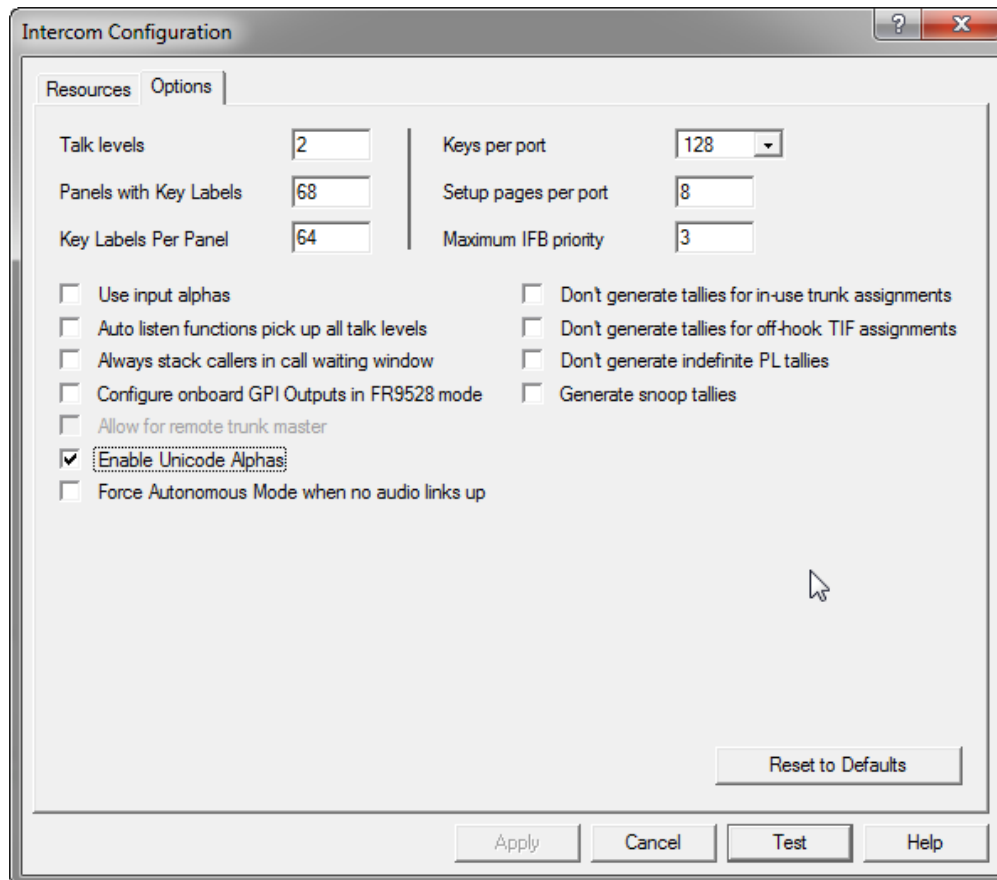 Intercom Configuration
?
Resources Options
Talk levels 2 Keys per port 128
Panels with Key Labels 68 Setup pages per port 8
Key Labels Per Panel 64 Maximum IFB priority 3
Use input alphas Don't generate tallies for in-use trunk assignments
Auto listen functions pick up all talk levels Don't generate tallies for off-hook TIF assignments
Always stack callers in call waiting window Don't generate indefinite PL tallies
Configure onboard GPI Outputs in FR9528 mode Generate snoop tallies
Allow for remote trunk master
Enable Unicode Alphas
Force Autonomous Mode when no audio links up
Reset to Defaults
Apply Cancel Test Help